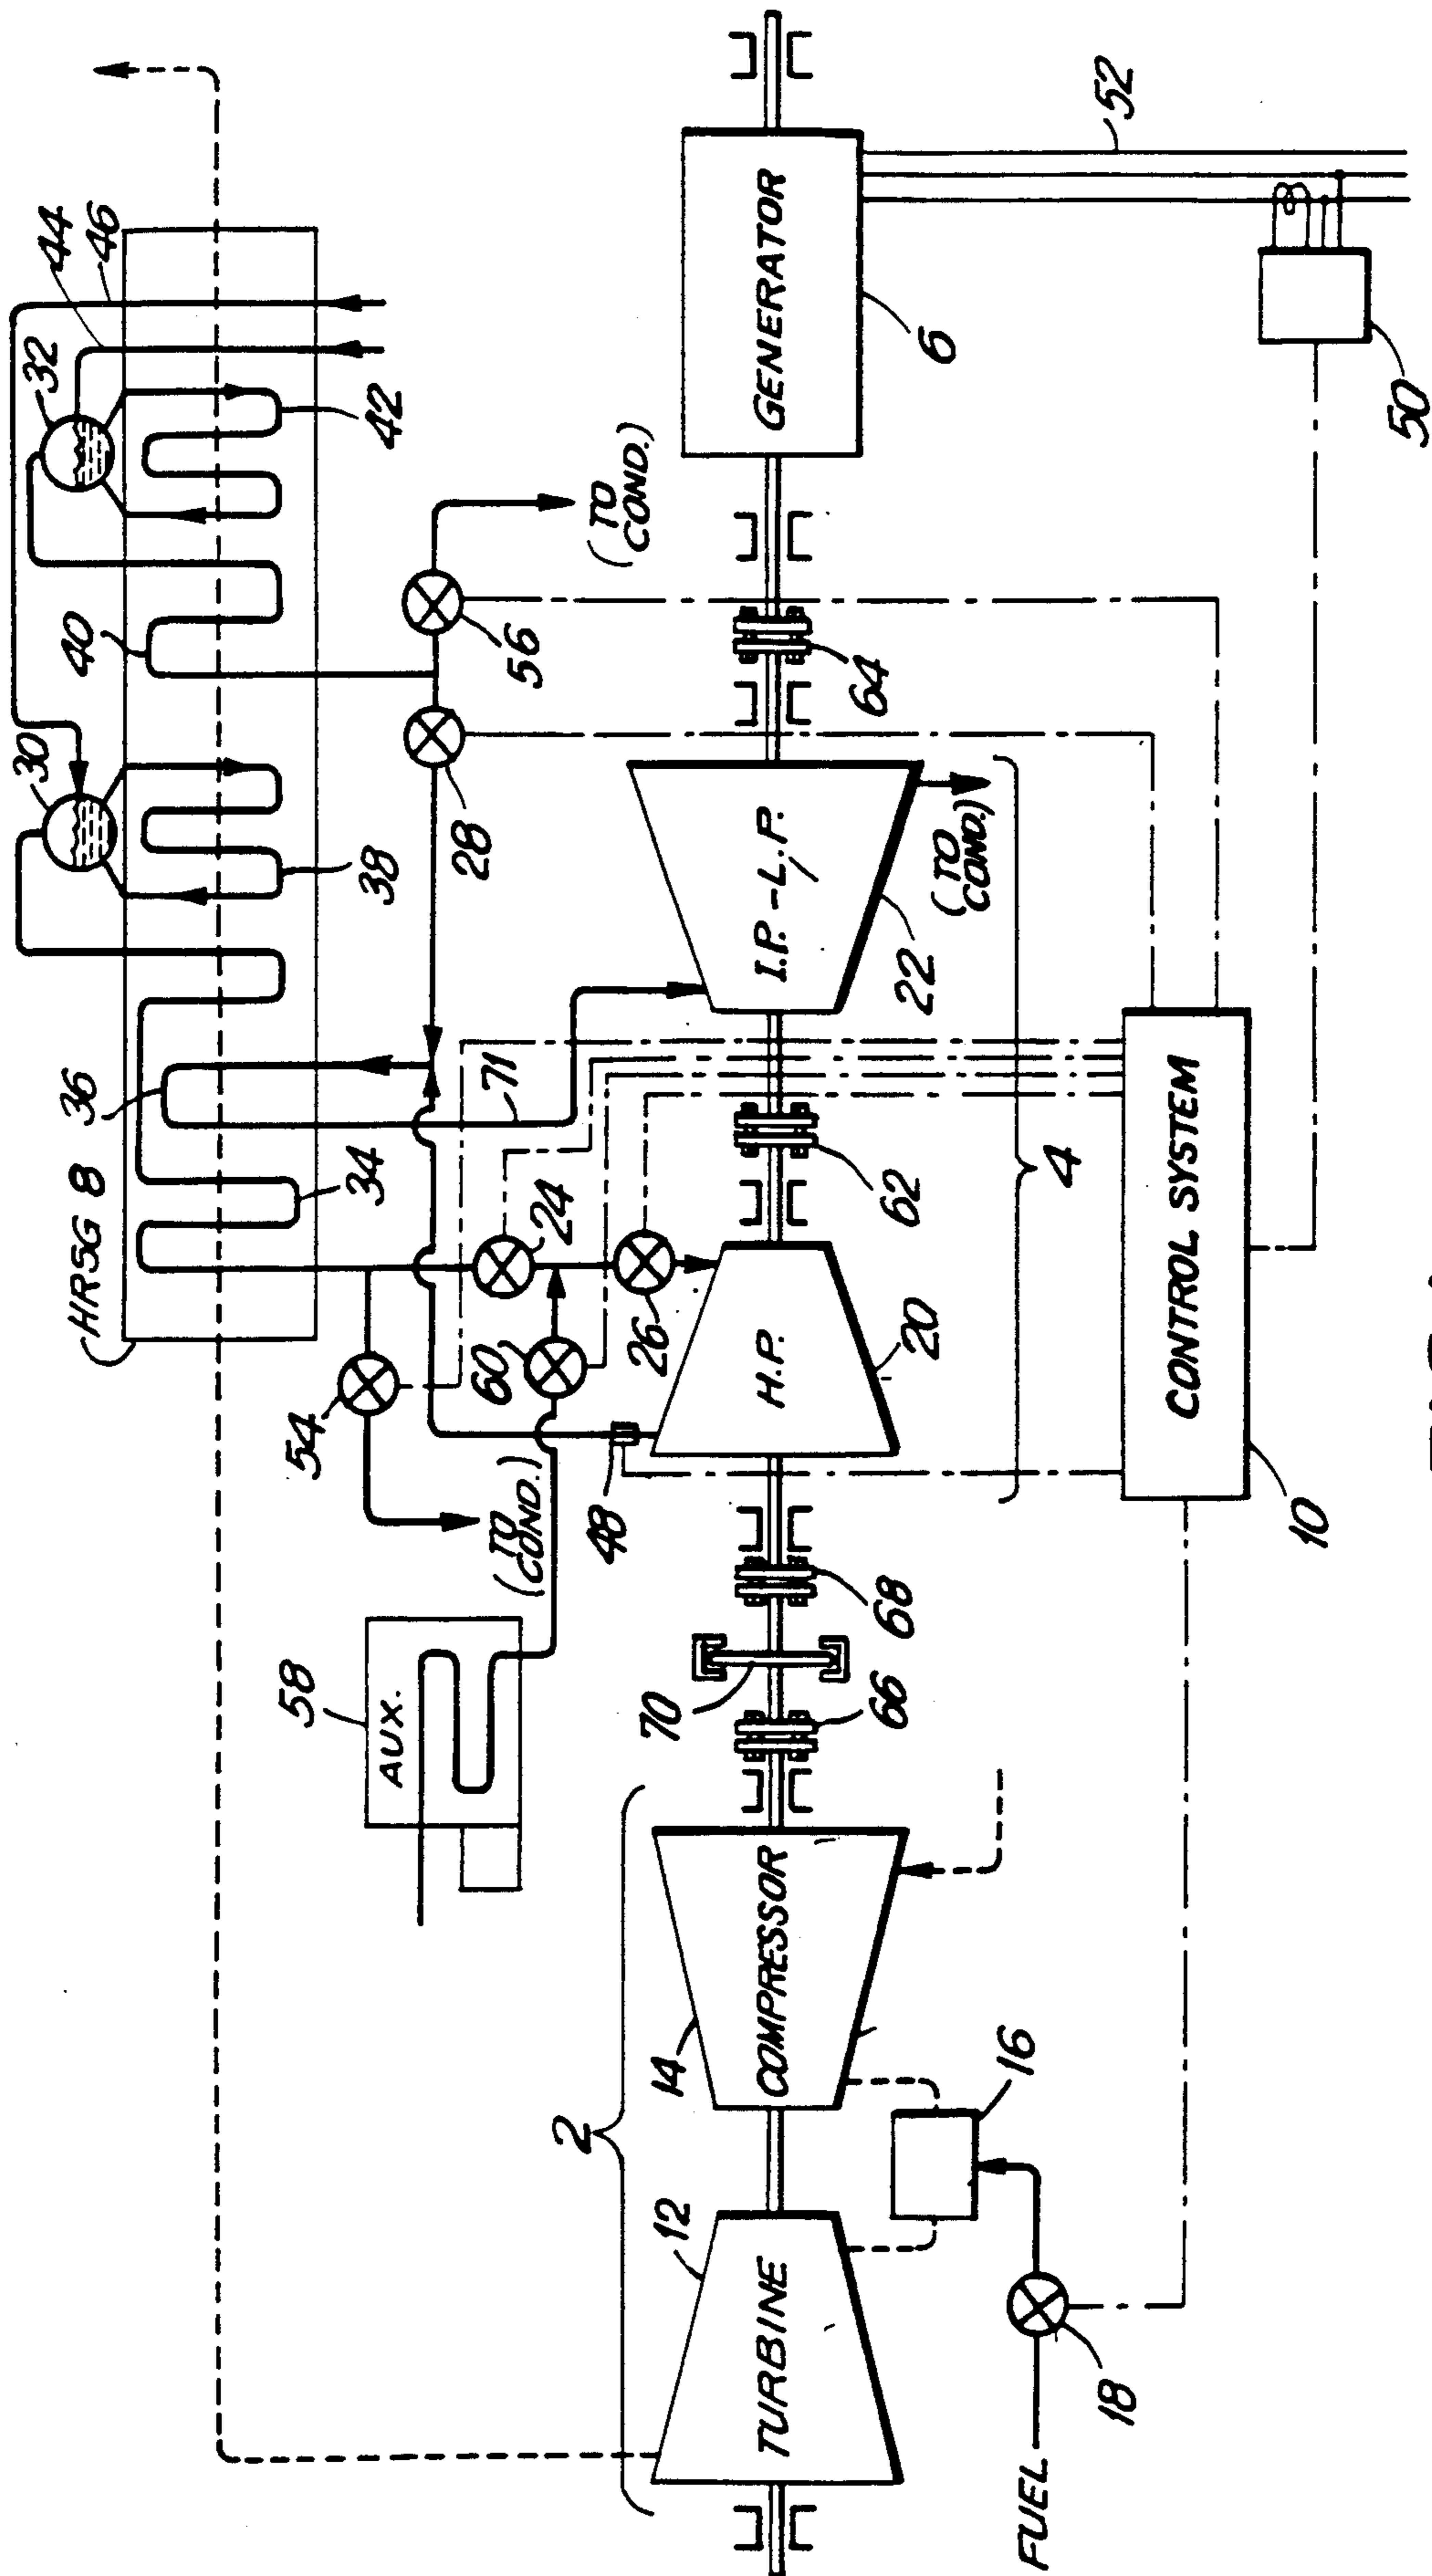 HRSG 8
36
34
30
38
40
32
44
46
42
54
(TO COND.)
58
AUX.
60
24
26
48
71
28
56
(TO COND.)
2
12
TURBINE
14
COMPRESSOR
66
70
68
H.P.
20
62
I.P.-L.P.
22
(TO COND.)
64
GENERATOR
6
52
50
4
CONTROL SYSTEM
10
16
18
FUEL